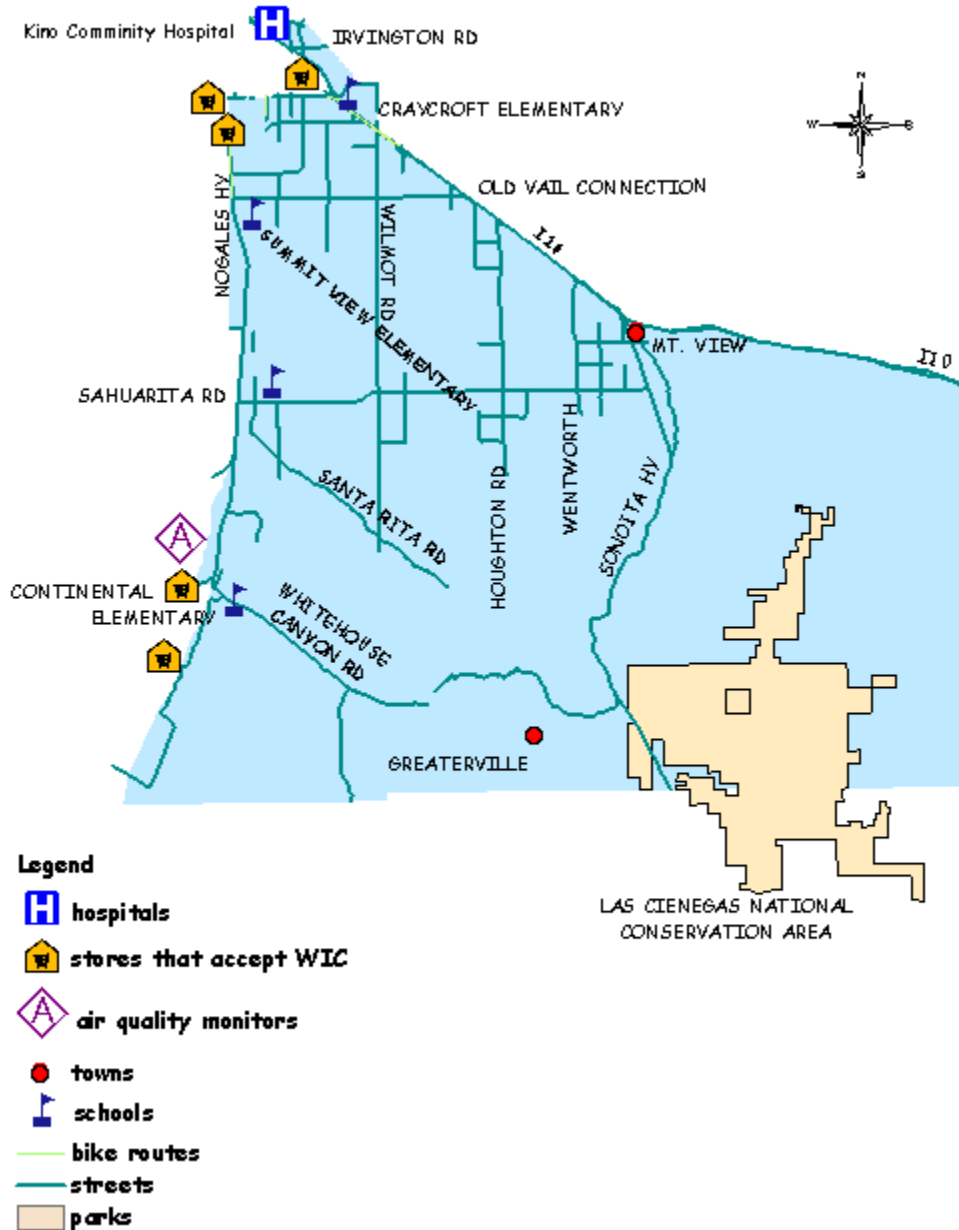 Kino Comminity Hospital
H
IRVINGTON RD
CRAYCROFT ELEMENTARY
N
W
E
S
OLD VAIL CONNECTION
NOGALES HY
WILMOT RD
SUMMIT VIEW ELEMENTARY
I10
MT. VIEW
I10
SAHUARITA RD
SANTA RITA RD
HOUGHTON RD
WENTWORTH
SONOITA HY
A
CONTINENTAL
ELEMENTARY
WHITEHOUSE
CANYON RD
GREATERVILLE
LAS CIENEGAS NATIONAL
CONSERVATION AREA
Legend
H hospitals
stores that accept WIC
A air quality monitors
towns
schools
bike routes
streets
parks